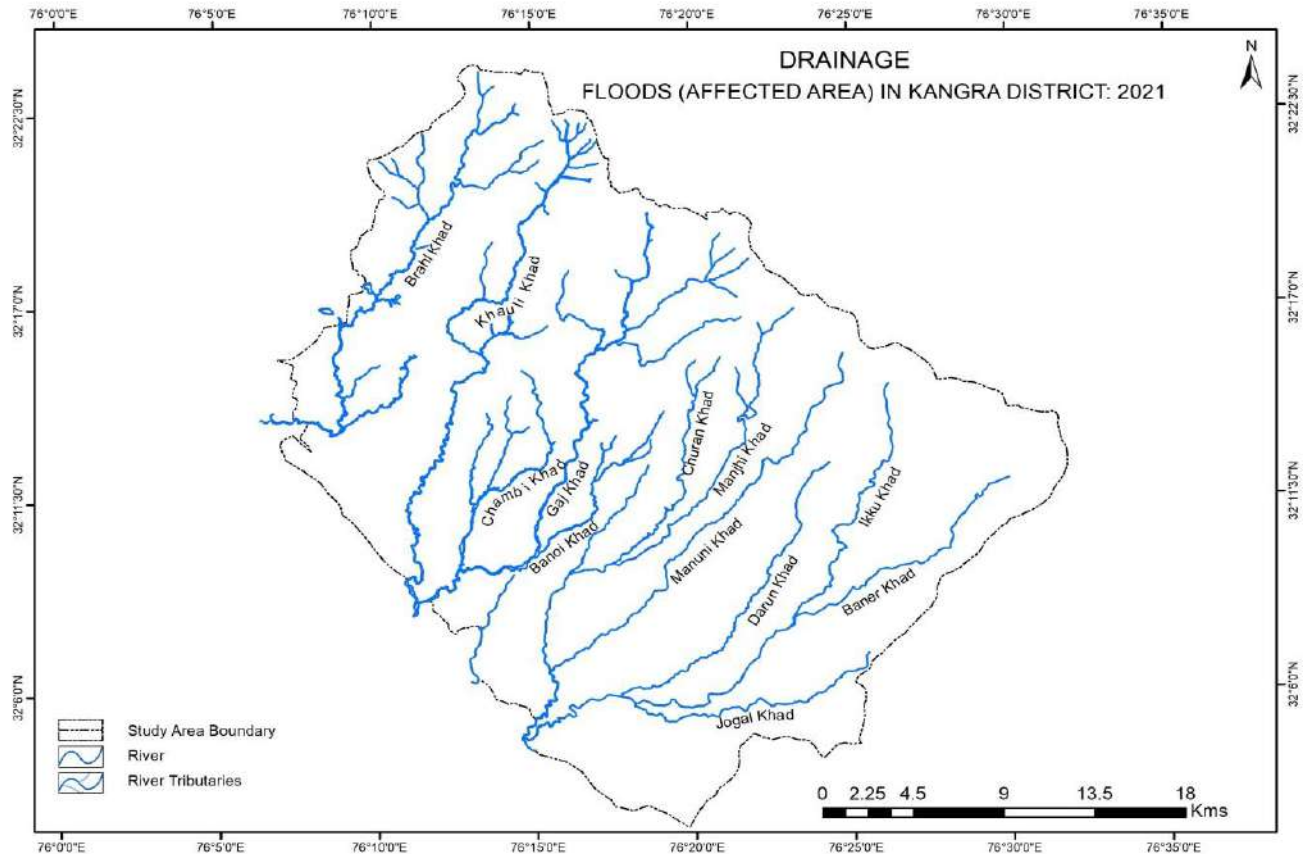 76°0'0"E 76°5'0"E 76°10'0"E 76°15'0"E 76°20'0"E 76°25'0"E 76°30'0"E 76°35'0"E
DRAINAGE
FLOODS (AFFECTED AREA) IN KANGRA DISTRICT: 2021
N
32°22'30"N
32°22'30"N
32°17'0"N
32°17'0"N
32°11'30"N
32°11'30"N
32°6'0"N
32°6'0"N
Brahl Khad
Khauli Khad
Chambi Khad
Gaj Khad
Banoi Khad
Churan Khad
Manjhi Khad
Manuni Khad
Darun Khad
Ikku Khad
Baner Khad
Jogal Khad
Study Area Boundary
River
River Tributaries
0 2.25 4.5 9 13.5 18
Kms
76°0'0"E 76°5'0"E 76°10'0"E 76°15'0"E 76°20'0"E 76°25'0"E 76°30'0"E 76°35'0"E